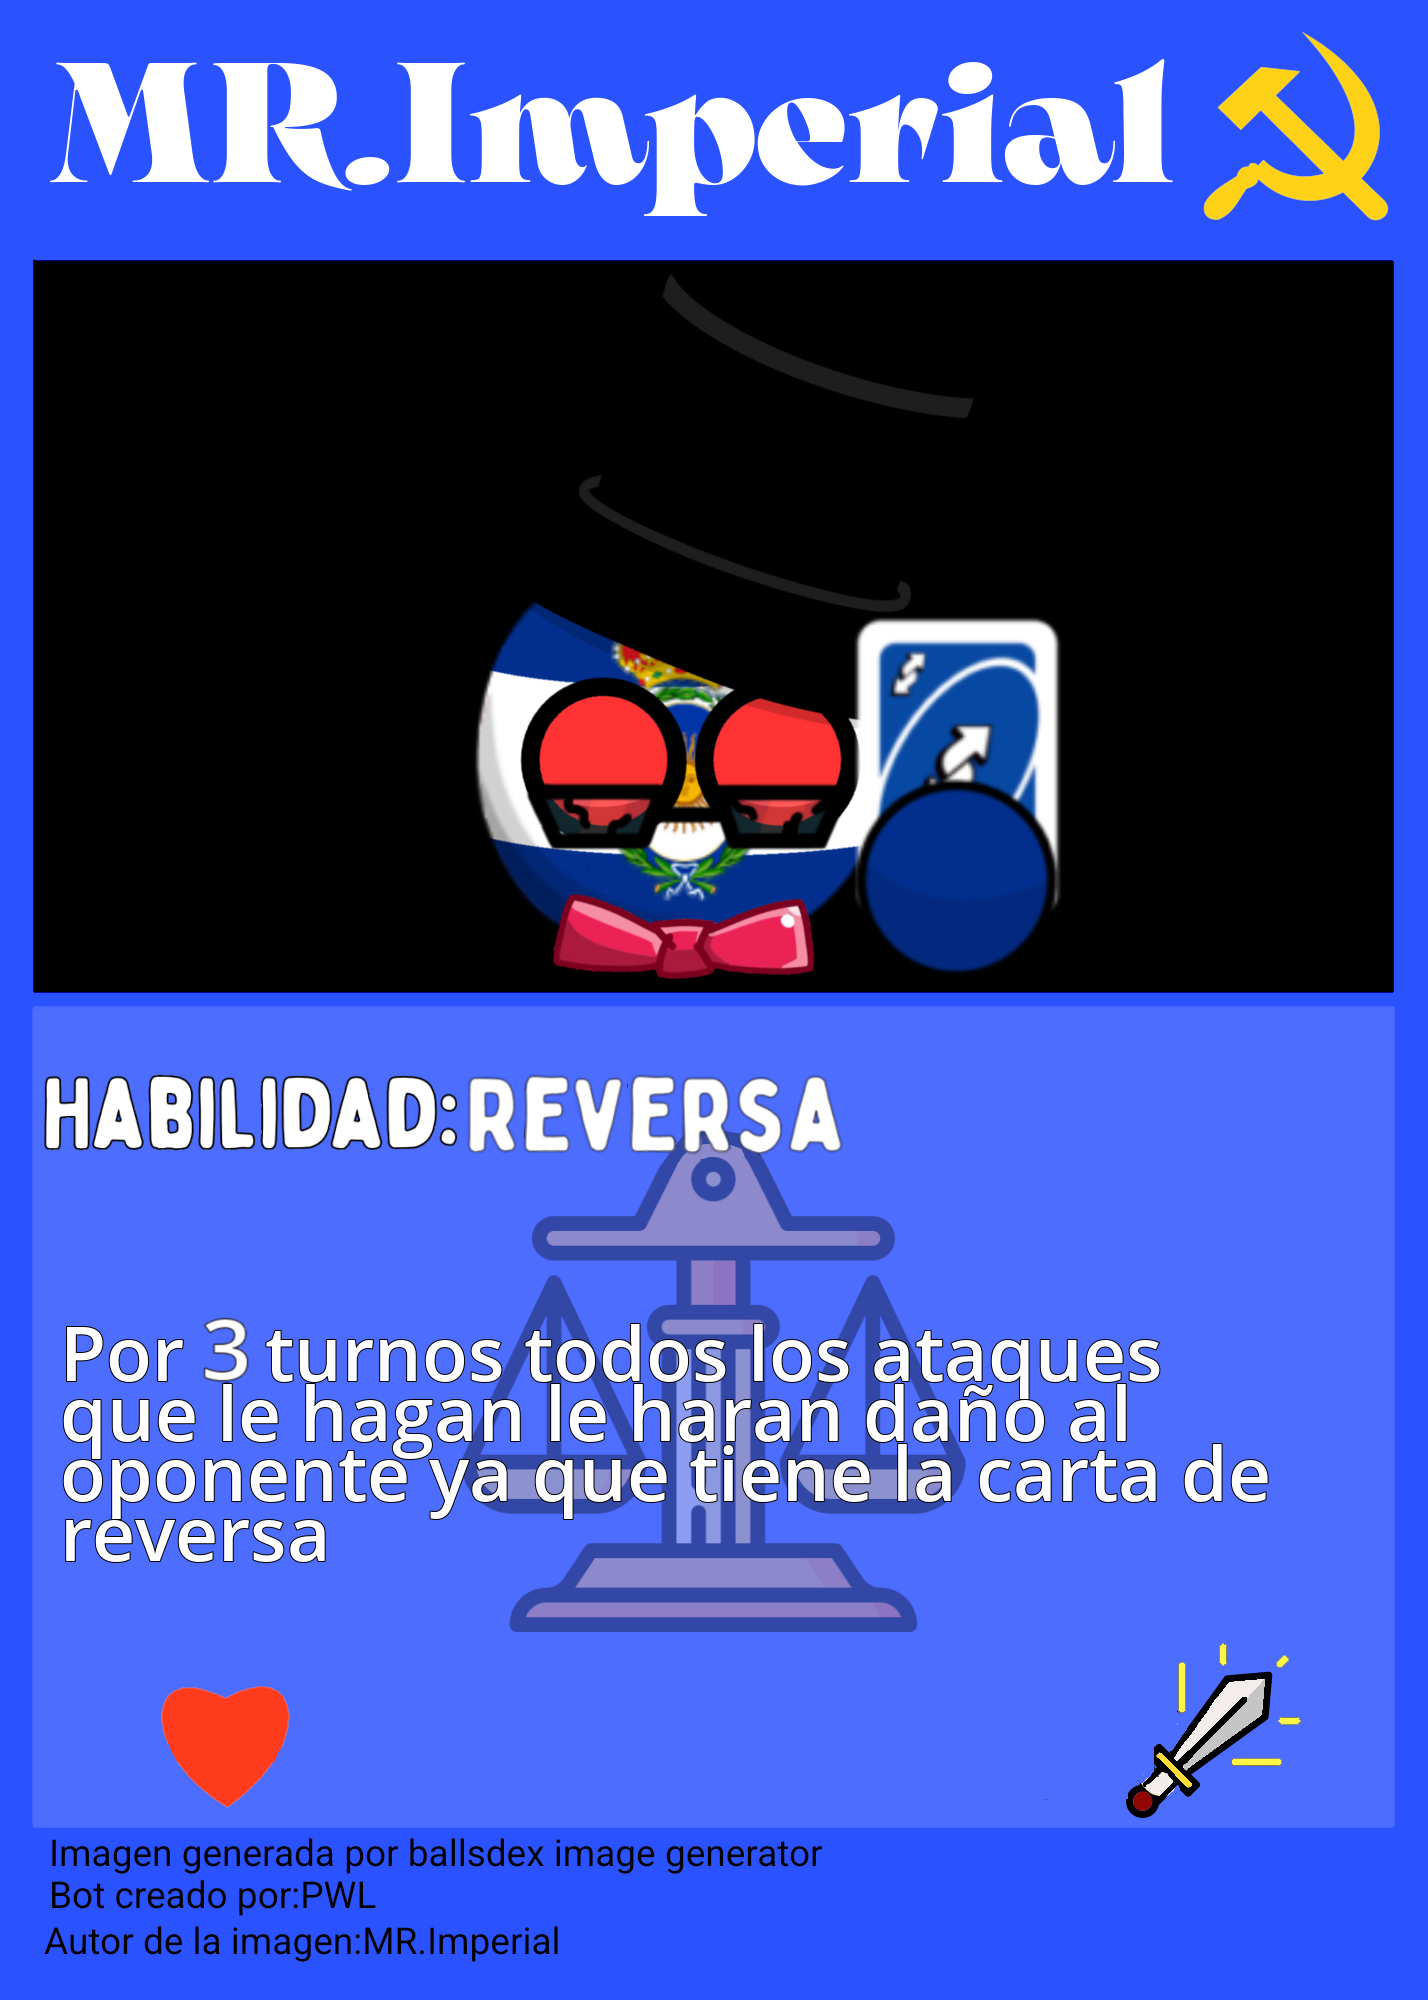 MR.Imperial
HABILIDAD:REVERSA
Por 3 turnos todos los ataques
que le hagan le haran daño al
oponente ya que tiene la carta de
reversa
Imagen generada por ballsdex image generator
Bot creado por:PWL
Autor de la imagen:MR.Imperial